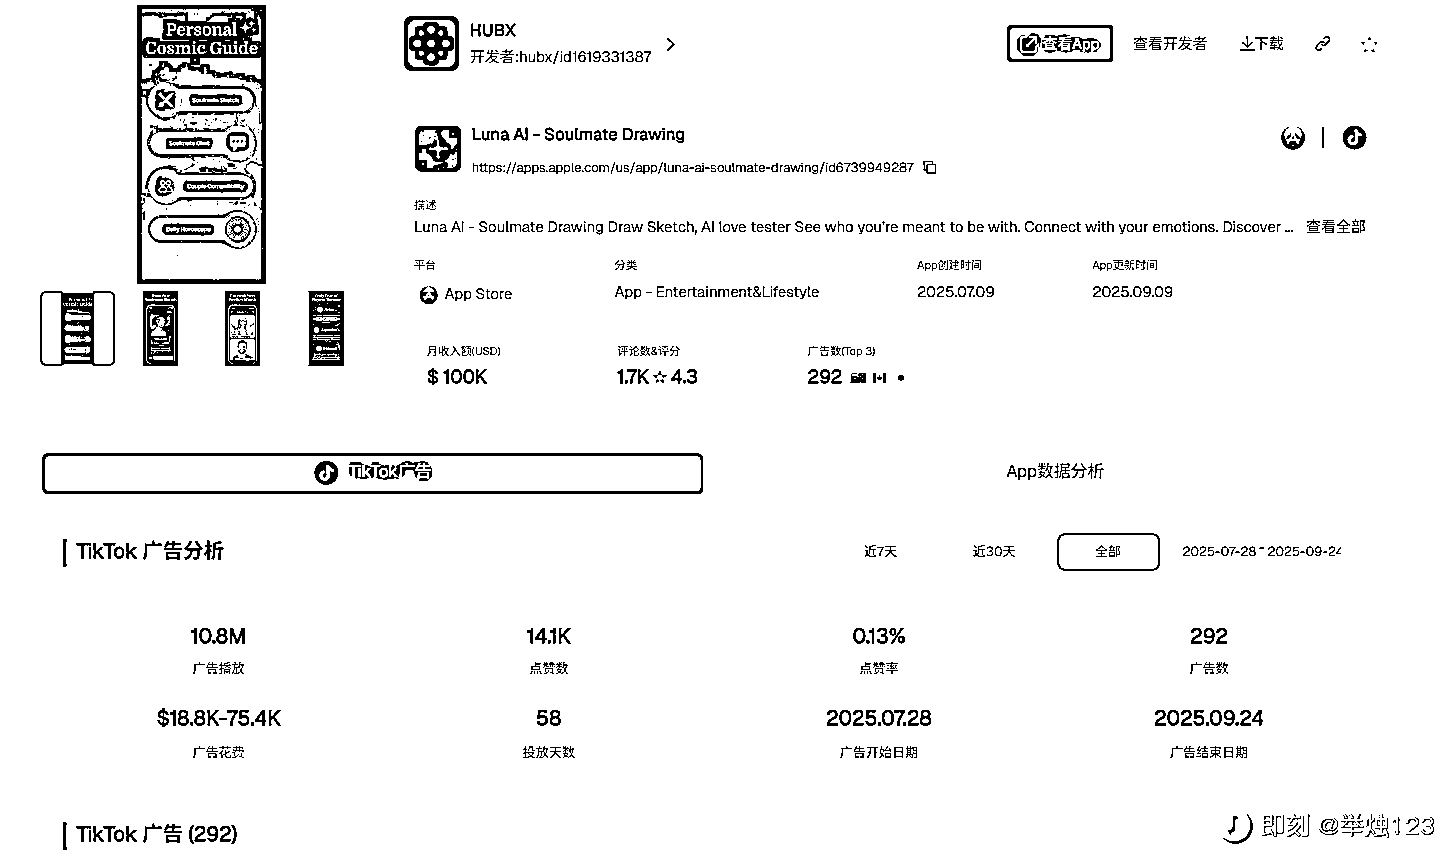 Personal
Cosmic Guide
Soulmate Sketch
Soulmate Chat
Couple Compatibility
Daily Horoscopes
HUBX
开发者:hubx/id1619331387
查看App
查看开发者
下载
Luna AI - Soulmate Drawing
https://apps.apple.com/us/app/luna-ai-soulmate-drawing/id6739949287
描述
Luna AI - Soulmate Drawing Draw Sketch, AI love tester See who you're meant to be with. Connect with your emotions. Discover ... 查看全部
平台 分类 App创建时间 App更新时间
App Store App - Entertainment&Lifestyle 2025.07.09 2025.09.09
月收入额(USD) 评论数&评分 广告数(Top 3)
$ 100K 1.7K ☆ 4.3 292
TikTok广告 App数据分析
TikTok 广告分析 近7天 近30天 全部 2025-07-28 ~ 2025-09-24
10.8M 14.1K 0.13% 292
广告播放 点赞数 点赞率 广告数
$18.8K-75.4K 58 2025.07.28 2025.09.24
广告花费 投放天数 广告开始日期 广告结束日期
TikTok 广告 (292)
即刻 @举烛123